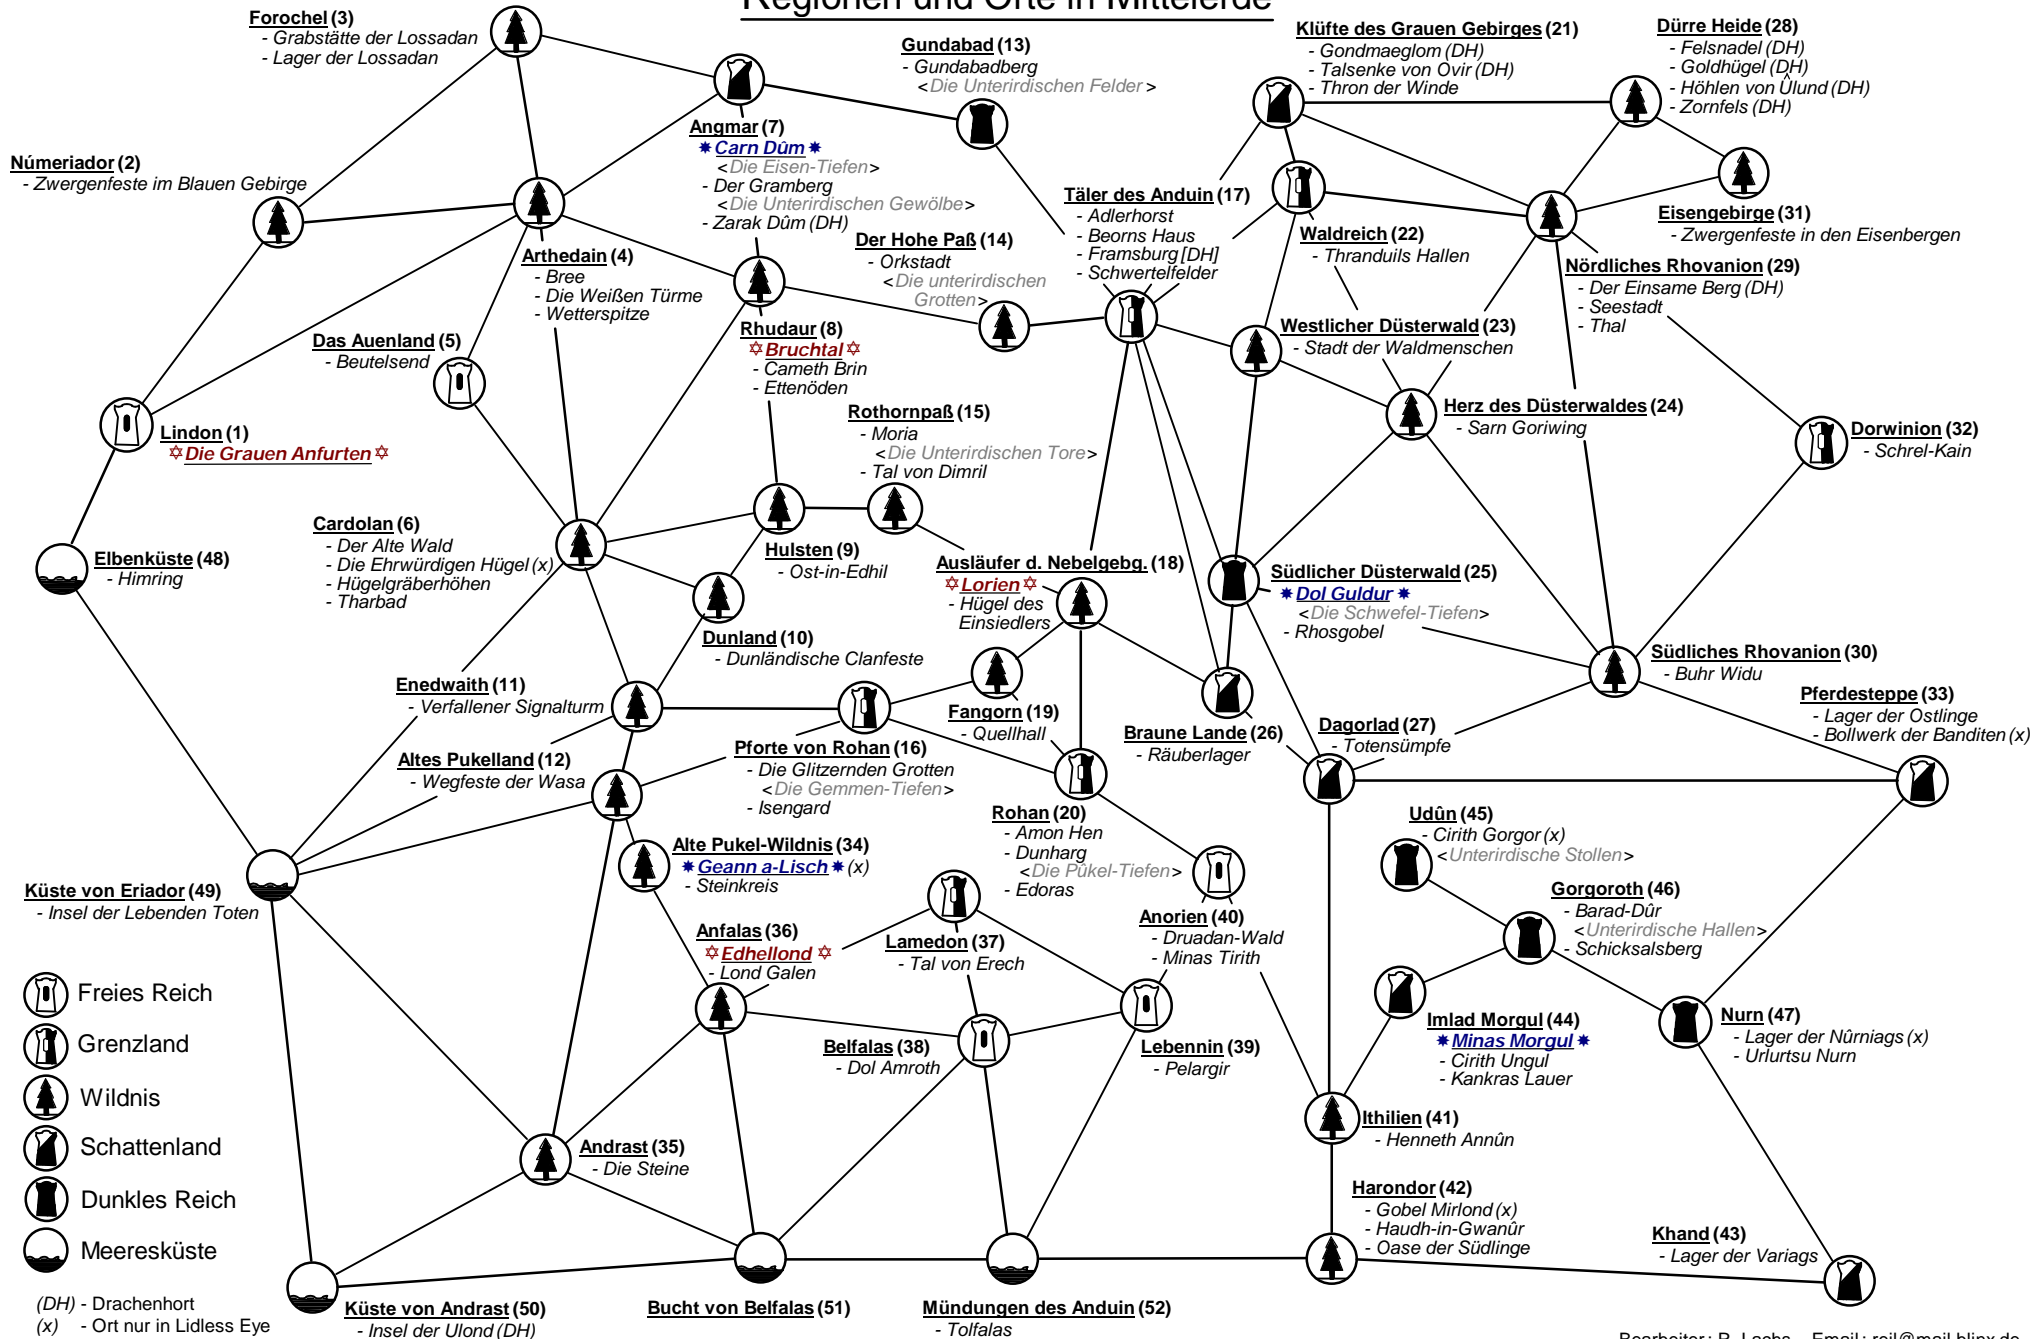 Regionen und Orte in Mittelerde
Forochel (3)
- Grabstätte der Lossadan
- Lager der Lossadan
Gundabad (13)
- Gundabadberg
<Die Unterirdischen Felder>
Klüfte des Grauen Gebirges (21)
- Gondmaeglom (DH)
- Talsenke von Ovir (DH)
- Thron der Winde
Dürre Heide (28)
- Felsnadel (DH)
- Goldhügel (DH)
- Höhlen von Ûlund (DH)
- Zornfels (DH)
Númeriador (2)
- Zwergenfeste im Blauen Gebirge
Angmar (7)
Carn Dûm
<Die Eisen-Tiefen>
- Der Gramberg
<Die Unterirdischen Gewölbe>
- Zarak Dûm (DH)
Täler des Anduin (17)
- Adlerhorst
- Beorns Haus
- Framsburg [DH]
- Schwertelfelder
Eisengebirge (31)
- Zwergenfeste in den Eisenbergen
Waldreich (22)
- Thranduils Hallen
Der Hohe Paß (14)
- Orkstadt
<Die unterirdischen
Grotten>
Arthedain (4)
- Bree
- Die Weißen Türme
- Wetterspitze
Nördliches Rhovanion (29)
- Der Einsame Berg (DH)
- Seestadt
- Thal
Das Auenland (5)
- Beutelsend
Rhudaur (8)
Bruchtal
- Cameth Brin
- Ettenöden
Westlicher Düsterwald (23)
- Stadt der Waldmenschen
Lindon (1)
Die Grauen Anfurten
Rothornpaß (15)
- Moria
<Die Unterirdischen Tore>
- Tal von Dimril
Herz des Düsterwaldes (24)
- Sarn Goriwing
Dorwinion (32)
- Schrel-Kain
Elbenküste (48)
- Himring
Cardolan (6)
- Der Alte Wald
- Die Ehrwürdigen Hügel (x)
- Hügelgräberhöhen
- Tharbad
Hulsten (9)
- Ost-in-Edhil
Ausläufer d. Nebelgebg. (18)
Lorien
- Hügel des
Einsiedlers
Südlicher Düsterwald (25)
Dol Guldur
<Die Schwefel-Tiefen>
- Rhosgobel
Dunland (10)
- Dunländische Clanfeste
Südliches Rhovanion (30)
- Buhr Widu
Enedwaith (11)
- Verfallener Signalturm
Fangorn (19)
- Quellhall
Braune Lande (26)
- Räuberlager
Dagorlad (27)
- Totensümpfe
Pferdesteppe (33)
- Lager der Ostlinge
- Bollwerk der Banditen (x)
Altes Pukelland (12)
- Wegfeste der Wasa
Pforte von Rohan (16)
- Die Glitzernden Grotten
<Die Gemmen-Tiefen>
- Isengard
Rohan (20)
- Amon Hen
- Dunharg
<Die Pûkel-Tiefen>
- Edoras
Udûn (45)
- Cirith Gorgor (x)
<Unterirdische Stollen>
Alte Pukel-Wildnis (34)
Geann a-Lisch (x)
- Steinkreis
Küste von Eriador (49)
- Insel der Lebenden Toten
Gorgoroth (46)
- Barad-Dûr
<Unterirdische Hallen>
- Schicksalsberg
Anfalas (36)
Edhellond
- Lond Galen
Lamedon (37)
- Tal von Erech
Anorien (40)
- Druadan-Wald
- Minas Tirith
Freies Reich
Grenzland
Wildnis
Schattenland
Dunkles Reich
Meeresküste
(DH) - Drachenhort
(x) - Ort nur in Lidless Eye
Belfalas (38)
- Dol Amroth
Lebennin (39)
- Pelargir
Imlad Morgul (44)
Minas Morgul
- Cirith Ungul
- Kankras Lauer
Nurn (47)
- Lager der Nûrniags (x)
- Urlurtsu Nurn
Ithilien (41)
- Henneth Annûn
Andrast (35)
- Die Steine
Harondor (42)
- Gobel Mirlond (x)
- Haudh-in-Gwanûr
- Oase der Südlinge
Khand (43)
- Lager der Variags
Küste von Andrast (50)
- Insel der Ulond (DH)
Bucht von Belfalas (51)
Mündungen des Anduin (52)
- Tolfalas
Bearbeiter: R. Lachs Email: reil@mail.blinx.de